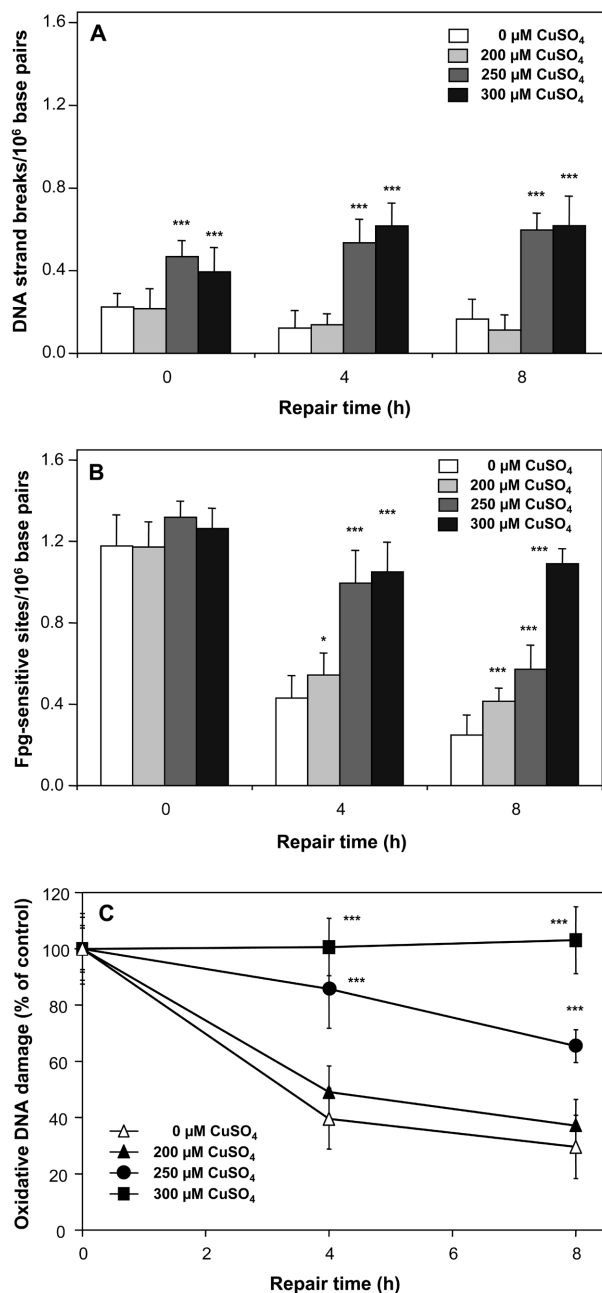 A
0 µM CuSO₄
200 µM CuSO₄
250 µM CuSO₄
300 µM CuSO₄
DNA strand breaks/10⁶ base pairs
1.6
1.2
0.8
0.4
0.0
***
***
***
***
***
***
0 4 8
Repair time (h)
B
0 µM CuSO₄
200 µM CuSO₄
250 µM CuSO₄
300 µM CuSO₄
Fpg-sensitive sites/10⁶ base pairs
1.6
1.2
0.8
0.4
0.0
*
***
***
***
***
***
0 4 8
Repair time (h)
C
Oxidative DNA damage (% of control)
120
100
80
60
40
20
0
***
***
***
***
0 µM CuSO₄
200 µM CuSO₄
250 µM CuSO₄
300 µM CuSO₄
0 2 4 6 8
Repair time (h)